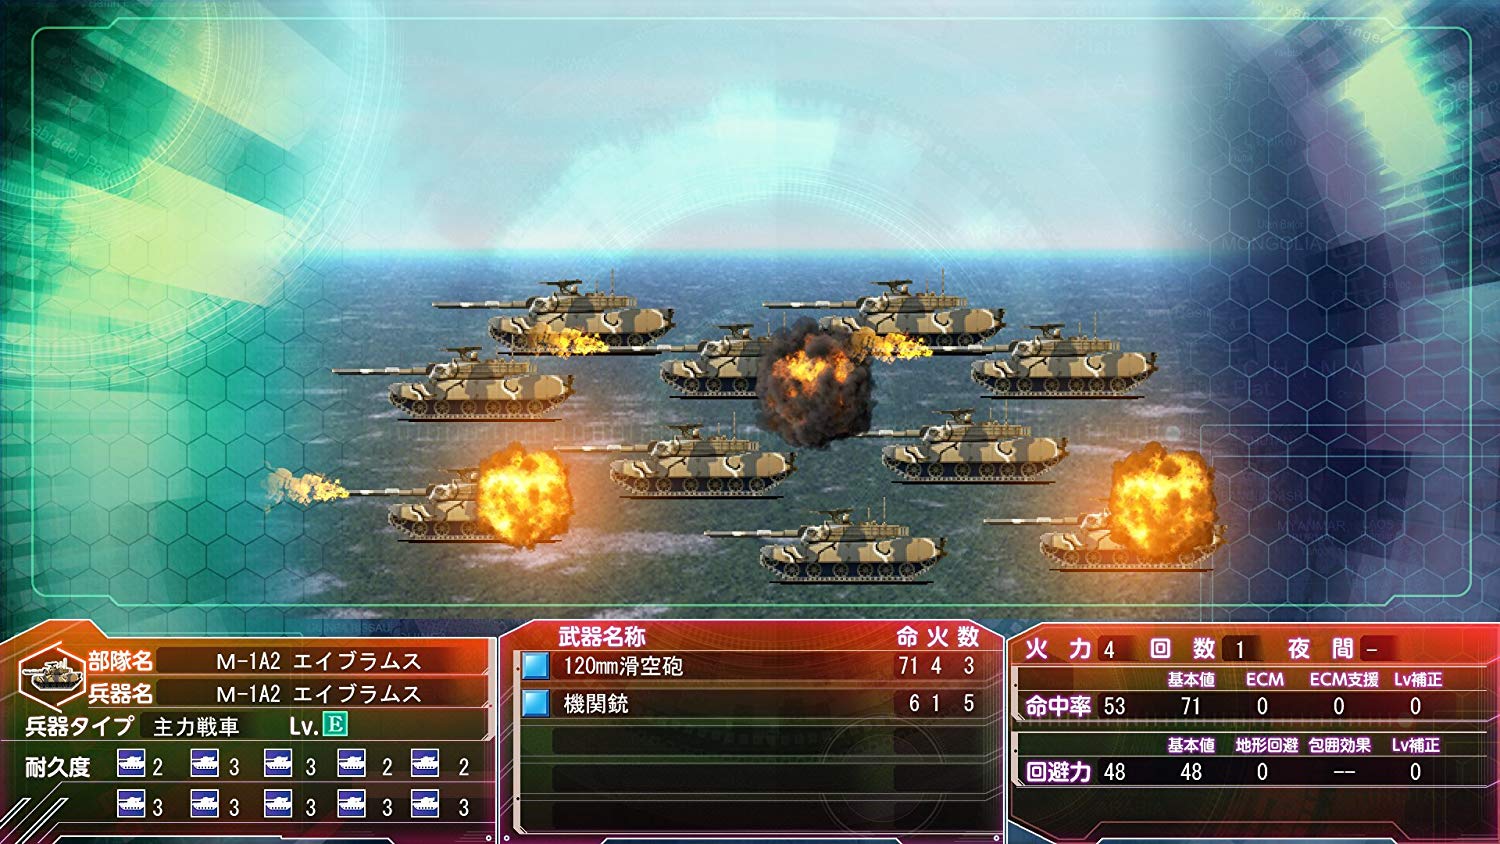 Labrador Pen
MONGOLIA
MYANMAR
LAOS
部隊名 M-1A2 エイブラムス
兵器名 M-1A2 エイブラムス
兵器タイプ 主力戦車 Lv.E
耐久度 2 3 3 2 2
3 3 3 3 3
武器名称 命 火 数
120mm滑空砲 71 4 3
機関銃 6 1 5
火力 4 回数 1 夜間 −
基本値 ECM ECM支援 Lv補正
命中率 53 71 0 0 0
基本値 地形回避 包囲効果 Lv補正
回避力 48 48 0 −− 0